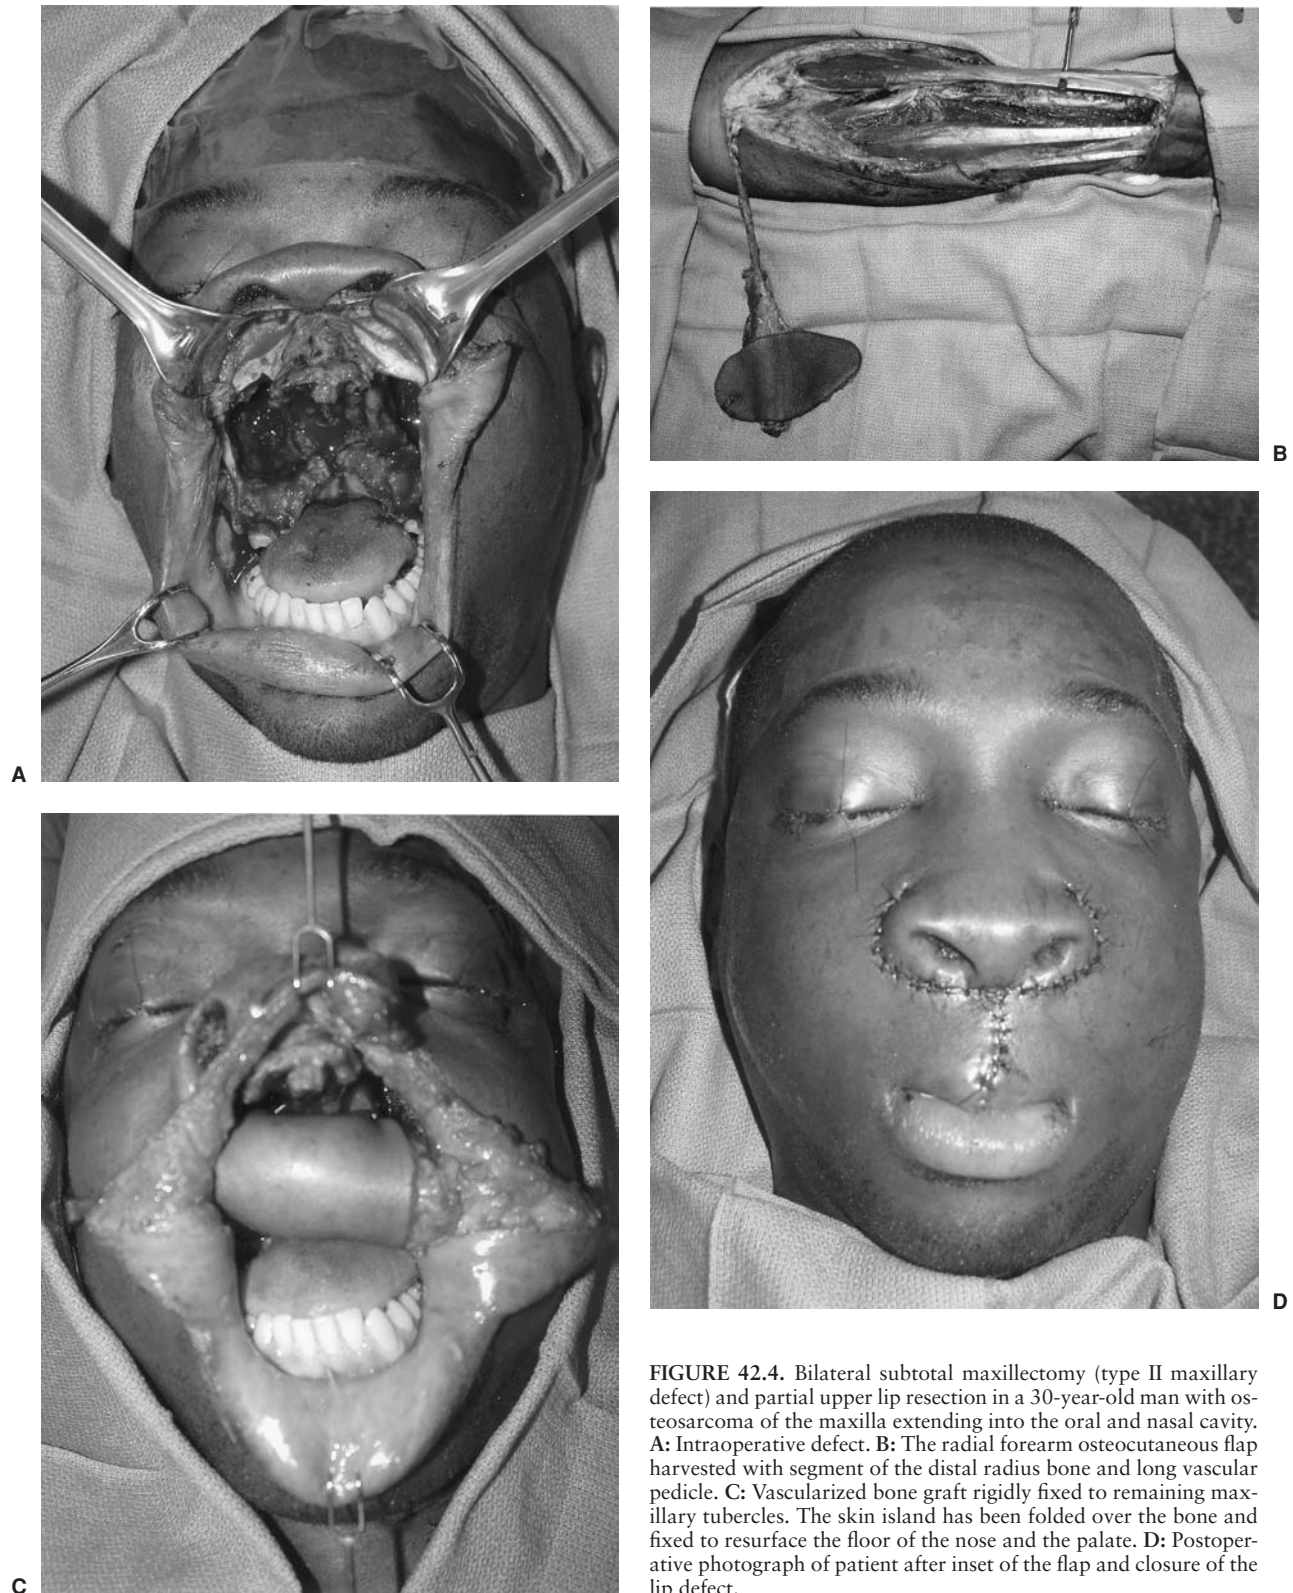 A
B
C
D
FIGURE 42.4. Bilateral subtotal maxillectomy (type II maxillary
defect) and partial upper lip resection in a 30-year-old man with os-
teosarcoma of the maxilla extending into the oral and nasal cavity.
A: Intraoperative defect. B: The radial forearm osteocutaneous flap
harvested with segment of the distal radius bone and long vascular
pedicle. C: Vascularized bone graft rigidly fixed to remaining max-
illary tubercles. The skin island has been folded over the bone and
fixed to resurface the floor of the nose and the palate. D: Postoper-
ative photograph of patient after inset of the flap and closure of the
lip defect.